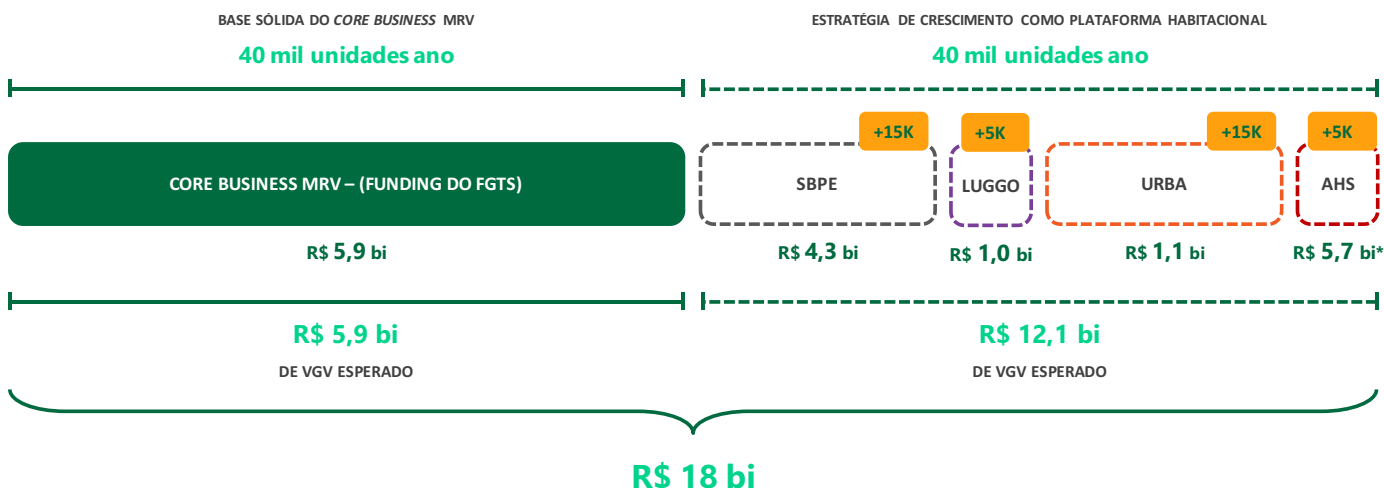 BASE SÓLIDA DO CORE BUSINESS MRV
40 mil unidades ano
ESTRATÉGIA DE CRESCIMENTO COMO PLATAFORMA HABITACIONAL
40 mil unidades ano
CORE BUSINESS MRV – (FUNDING DO FGTS)
R$ 5,9 bi
+15K
SBPE
R$ 4,3 bi
+5K
LUGGO
R$ 1,0 bi
+15K
URBA
R$ 1,1 bi
+5K
AHS
R$ 5,7 bi*
R$ 5,9 bi
DE VGV ESPERADO
R$ 12,1 bi
DE VGV ESPERADO
R$ 18 bi